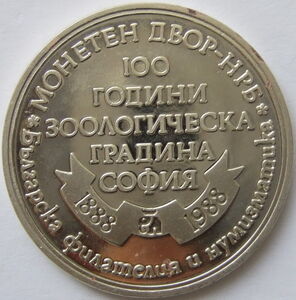 МОНЕТЕН ДВОР-НРБ
100
ГОДИНИ
ЗООЛОГИЧЕСКА
ГРАДИНА
СОФИЯ
1888 1988
Българска филателия и нумизматика